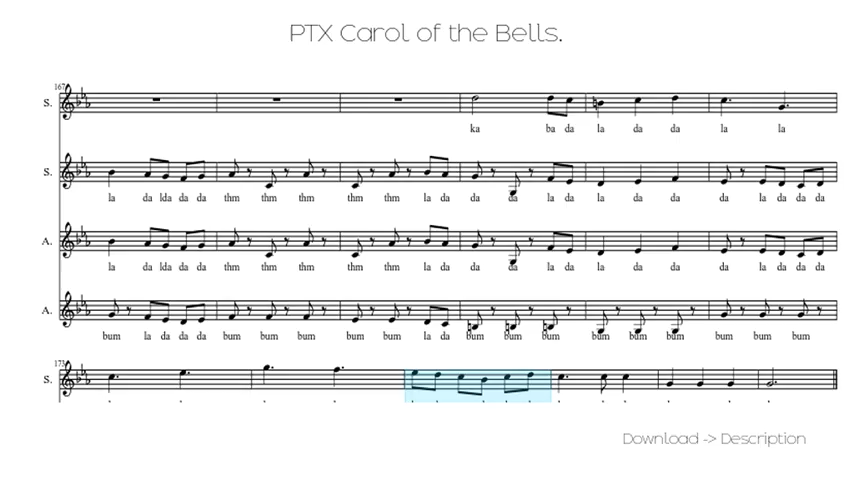 PTX Carol of the Bells.
167
S.
ka ba da la da da la la
S.
la da lda da da thm thm thm thm thm la da da da la da la da da da la da da da
A.
la da lda da da thm thm thm thm thm la da da da la da la da da da la da da da
A.
bum la da da da bum bum bum bum bum la da bum bum bum bum bum bum bum bum bum
173
S.
Download -> Description